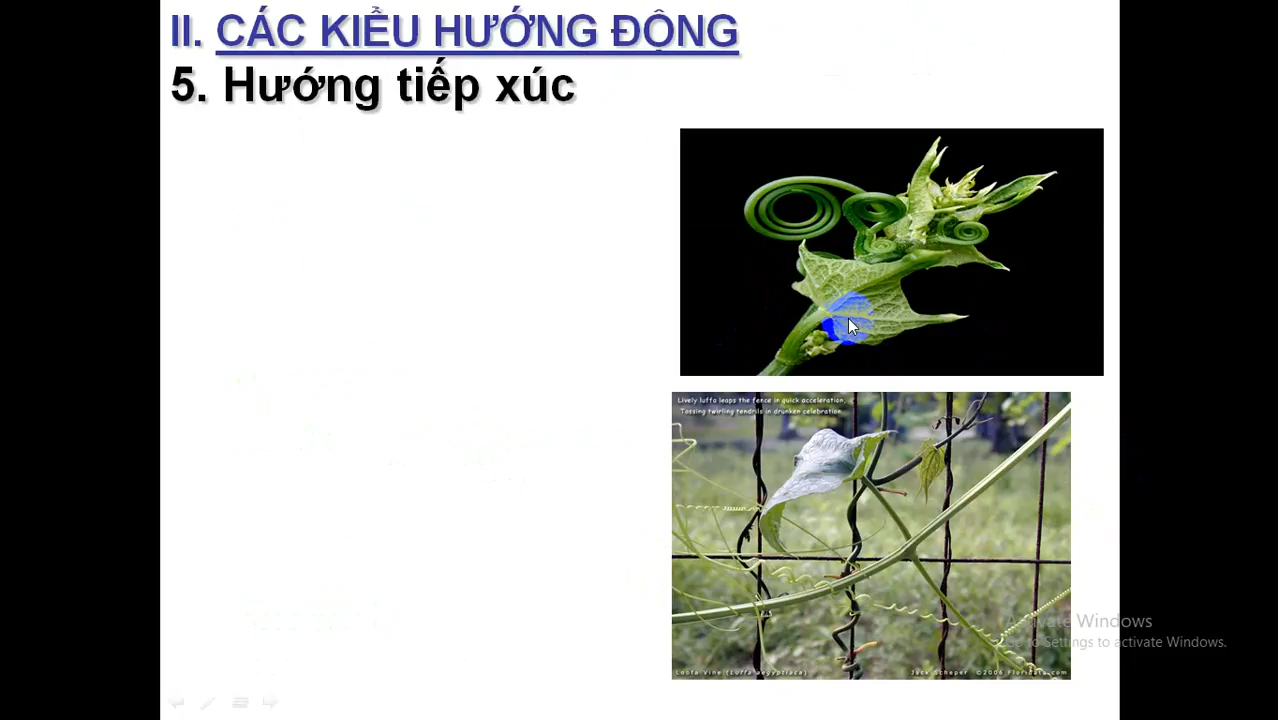 II. CÁC KIỂU HƯỚNG ĐỘNG
5. Hướng tiếp xúc
Lively luffa leaps the fence in quick acceleration,
Tossing twirling tendrils in drunken celebration
Loofa Vine (Luffa aegyptiaca)
Jack Scheper ©2006 Floridata.com
Activate Windows
Go to Settings to activate Windows.